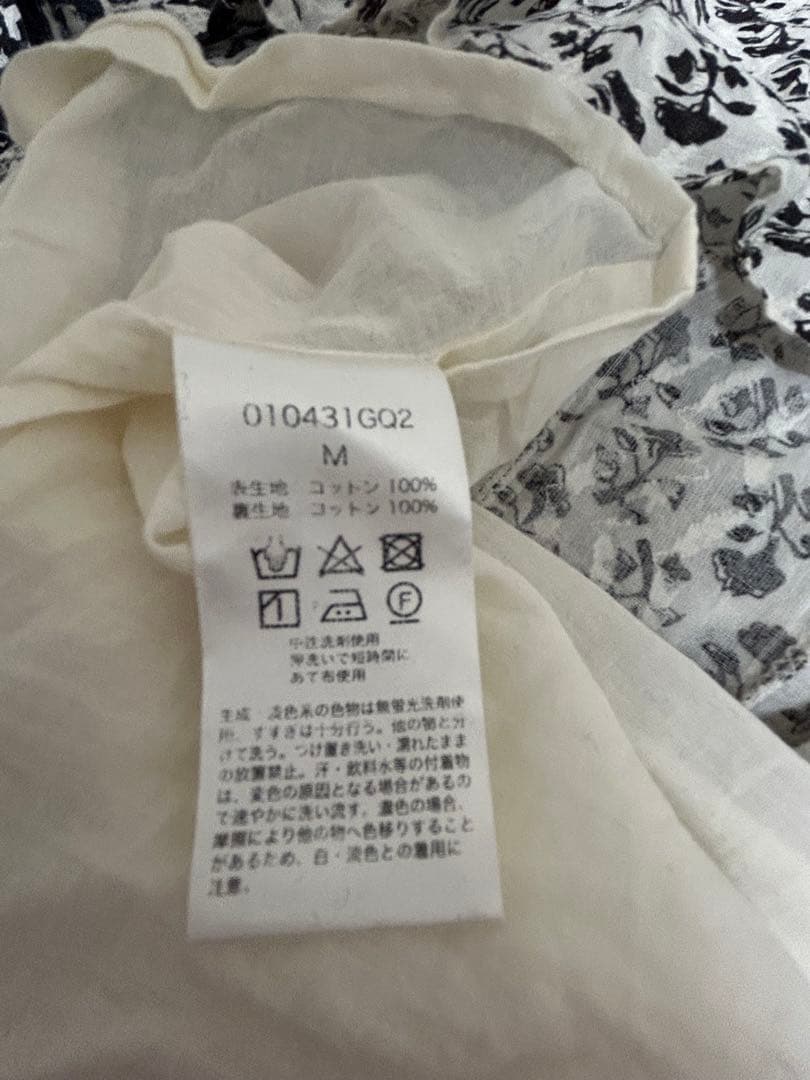 010431GQ2
M
表生地 コットン 100%
裏生地 コットン 100%
F
中性洗剤使用
押洗いで短時間に
あて布使用
生成・淡色系の色物は無蛍光洗剤使
用、すすぎは十分行う。他の物と分
けて洗う。つけ置き洗い・濡れたまま
の放置禁止。汗・飲料水等の付着物
は、変色の原因となる場合があるの
で速やかに洗い流す。濃色の場合、
摩擦により他の物へ色移りすること
があるため、白・淡色との着用に
注意。